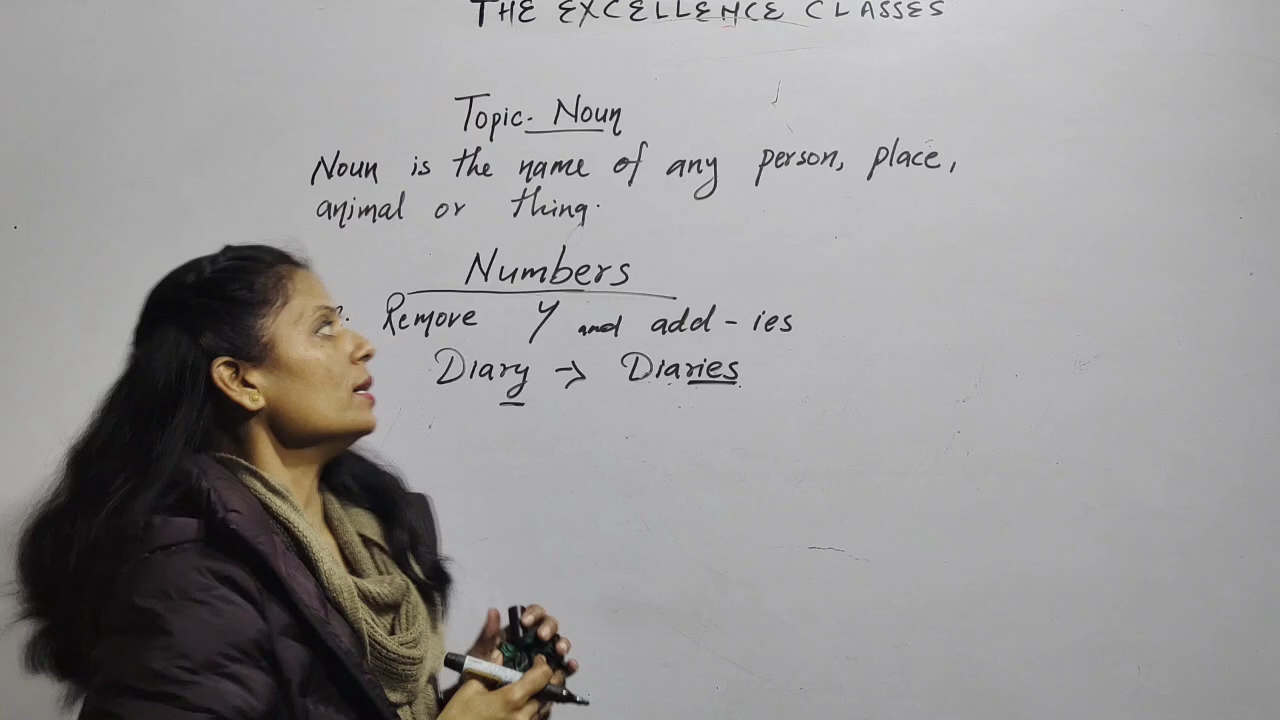 THE EXCELLENCE CLASSES
Topic. Noun
Noun is the name of any person, place,
animal or thing.
Numbers
Remove Y and add - ies
Diary → Diaries